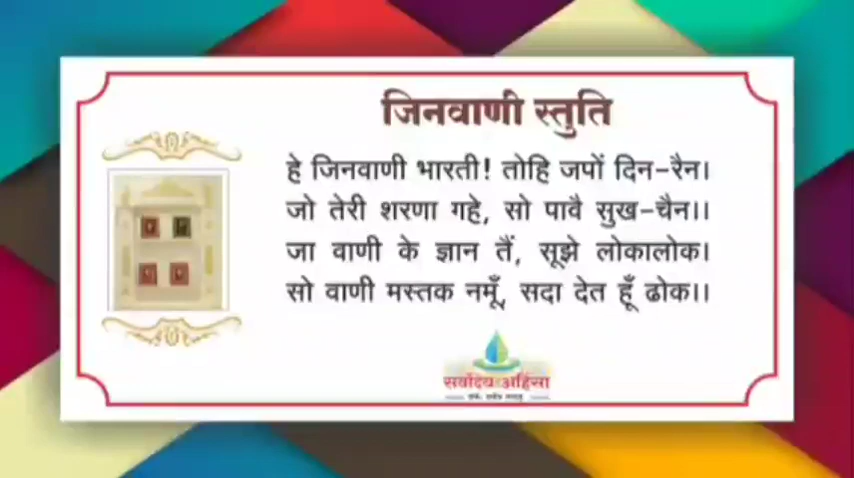 जिनवाणी स्तुति
हे जिनवाणी भारती! तोहि जपों दिन-रैन।
जो तेरी शरणा गहे, सो पावै सुख-चैन।।
जा वाणी के ज्ञान तैं, सूझे लोकालोक।
सो वाणी मस्तक नमूँ, सदा देत हूँ ढोक।।
सर्वोदय अहिंसा